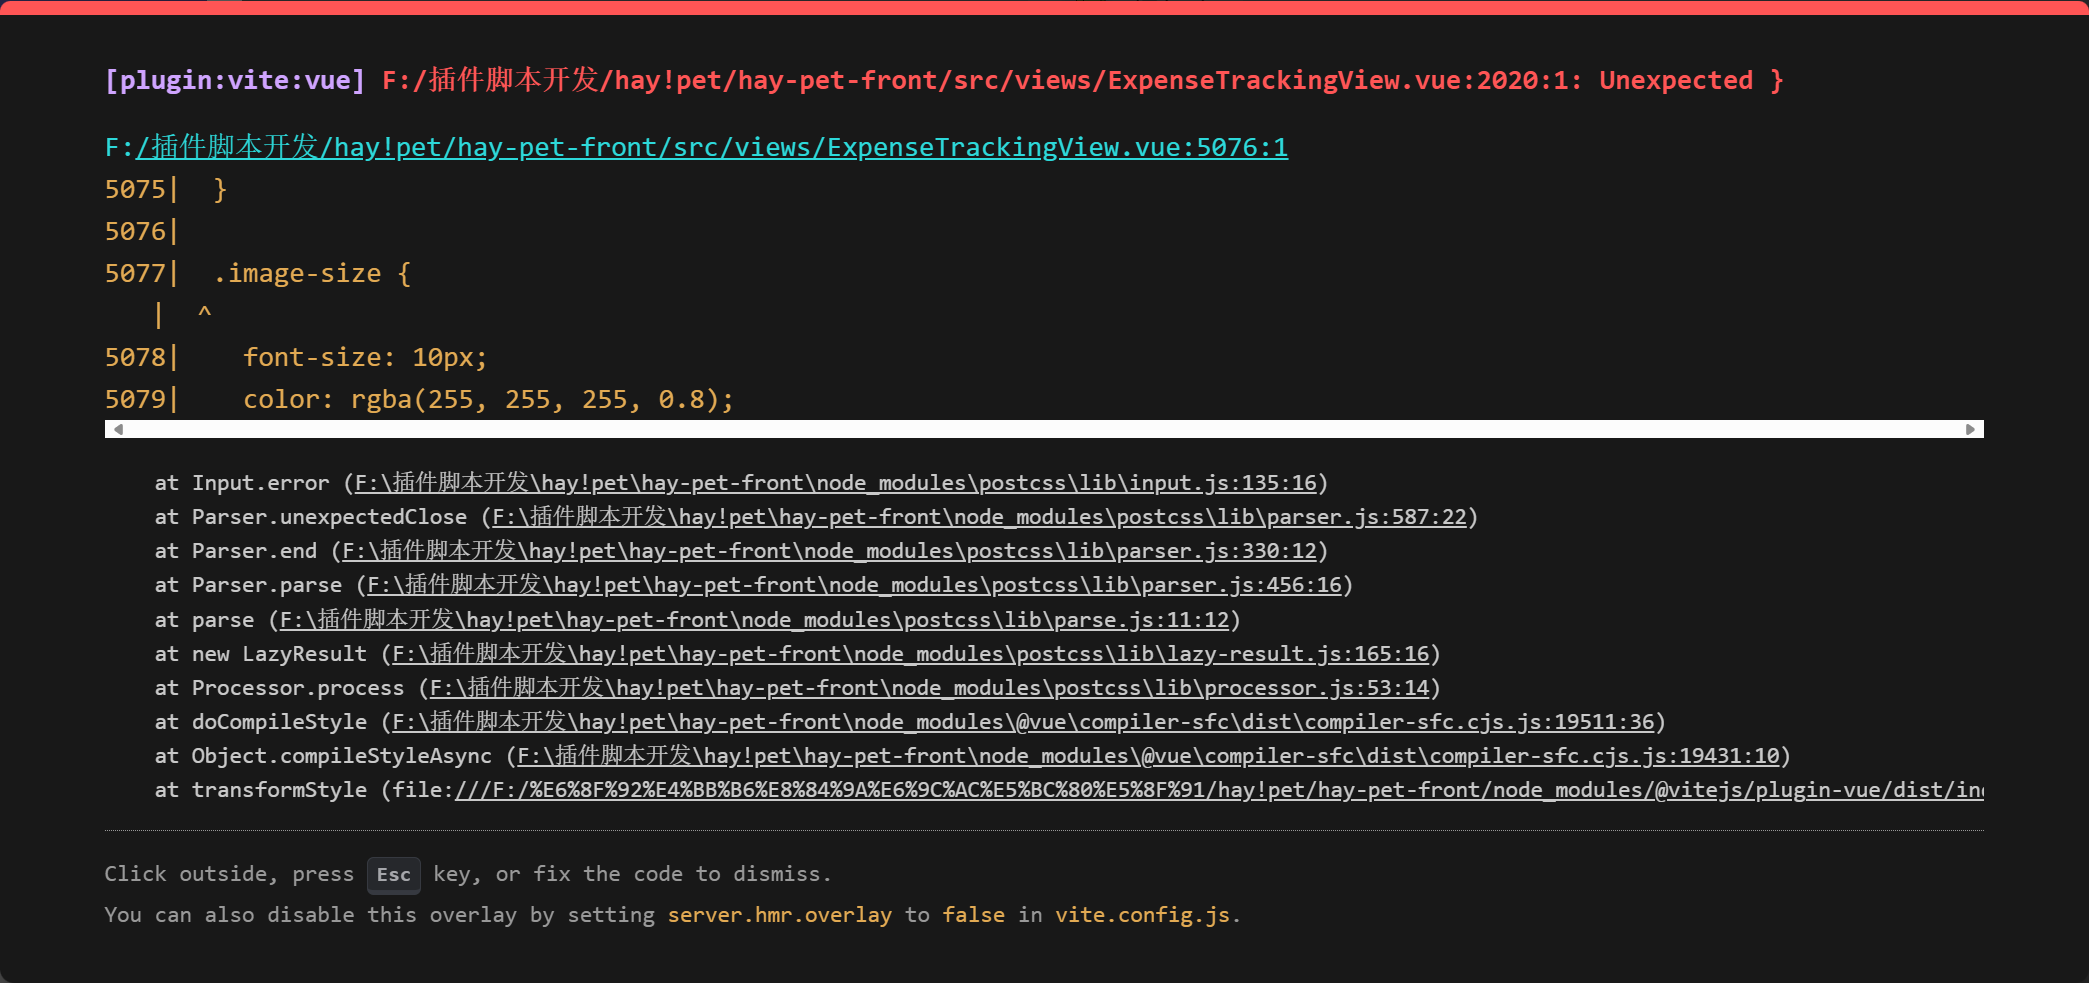 [plugin:vite:vue] F:/插件脚本开发/hay!pet/hay-pet-front/src/views/ExpenseTrackingView.vue:2020:1: Unexpected }
F:/插件脚本开发/hay!pet/hay-pet-front/src/views/ExpenseTrackingView.vue:5076:1
5075|  }
5076|
5077|  .image-size {
   |  ^
5078|    font-size: 10px;
5079|    color: rgba(255, 255, 255, 0.8);
at Input.error (F:\插件脚本开发\hay!pet\hay-pet-front\node_modules\postcss\lib\input.js:135:16)
at Parser.unexpectedClose (F:\插件脚本开发\hay!pet\hay-pet-front\node_modules\postcss\lib\parser.js:587:22)
at Parser.end (F:\插件脚本开发\hay!pet\hay-pet-front\node_modules\postcss\lib\parser.js:330:12)
at Parser.parse (F:\插件脚本开发\hay!pet\hay-pet-front\node_modules\postcss\lib\parser.js:456:16)
at parse (F:\插件脚本开发\hay!pet\hay-pet-front\node_modules\postcss\lib\parse.js:11:12)
at new LazyResult (F:\插件脚本开发\hay!pet\hay-pet-front\node_modules\postcss\lib\lazy-result.js:165:16)
at Processor.process (F:\插件脚本开发\hay!pet\hay-pet-front\node_modules\postcss\lib\processor.js:53:14)
at doCompileStyle (F:\插件脚本开发\hay!pet\hay-pet-front\node_modules\@vue\compiler-sfc\dist\compiler-sfc.cjs.js:19511:36)
at Object.compileStyleAsync (F:\插件脚本开发\hay!pet\hay-pet-front\node_modules\@vue\compiler-sfc\dist\compiler-sfc.cjs.js:19431:10)
at transformStyle (file:///F:/%E6%8F%92%E4%BB%B6%E8%84%9A%E6%9C%AC%E5%BC%80%E5%8F%91/hay!pet/hay-pet-front/node_modules/@vitejs/plugin-vue/dist/in
Click outside, press Esc key, or fix the code to dismiss.
You can also disable this overlay by setting server.hmr.overlay to false in vite.config.js.